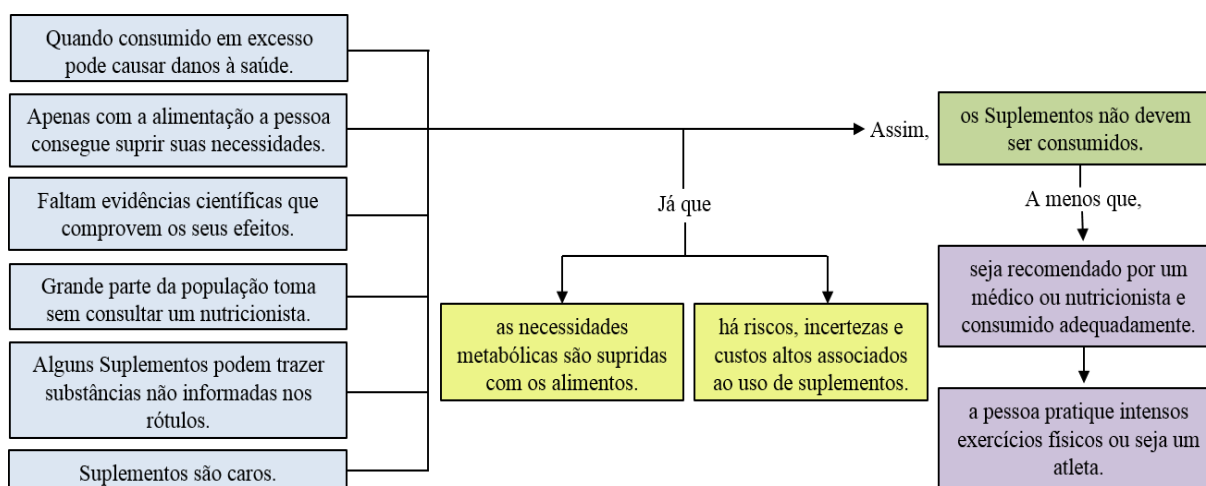 Quando consumido em excesso
pode causar danos à saúde.
Apenas com a alimentação a pessoa
consegue suprir suas necessidades.
Faltam evidências científicas que
comprovem os seus efeitos.
Grande parte da população toma
sem consultar um nutricionista.
Alguns Suplementos podem trazer
substâncias não informadas nos
rótulos.
Suplementos são caros.
Já que
as necessidades
metabólicas são supridas
com os alimentos.
há riscos, incertezas e
custos altos associados
ao uso de suplementos.
Assim,
os Suplementos não devem
ser consumidos.
A menos que,
seja recomendado por um
médico ou nutricionista e
consumido adequadamente.
a pessoa pratique intensos
exercícios físicos ou seja um
atleta.